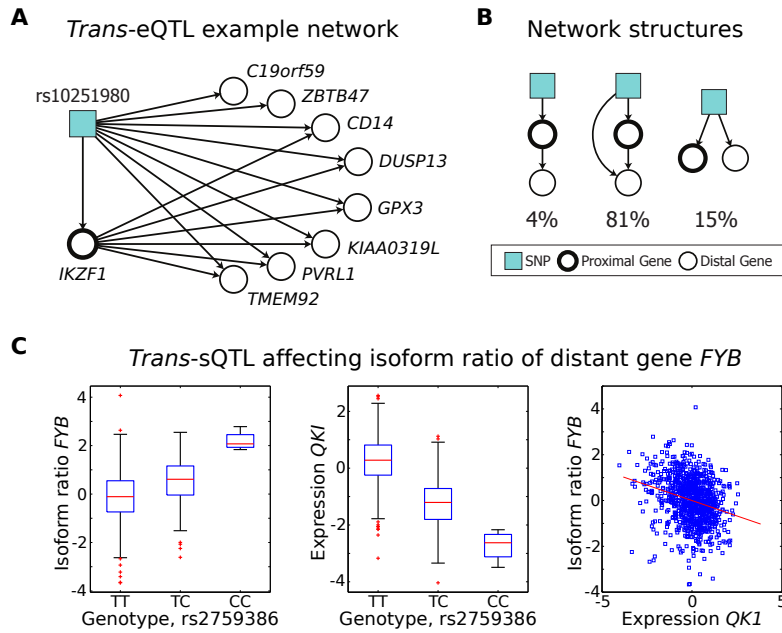 A
Trans-eQTL example network
rs10251980
C19orf59
ZBTB47
CD14
DUSP13
GPX3
KIAA0319L
PVRL1
TMEM92
IKZF1
B
Network structures
4%
81%
15%
SNP
Proximal Gene
Distal Gene
C
Trans-sQTL affecting isoform ratio of distant gene FYB
Isoform ratio FYB
4
2
0
-2
-4
TT
TC
CC
Genotype, rs2759386
Expression QKI
2
0
-2
-4
TT
TC
CC
Genotype, rs2759386
Isoform ratio FYB
4
2
0
-2
-4
-5
0
5
Expression QK1